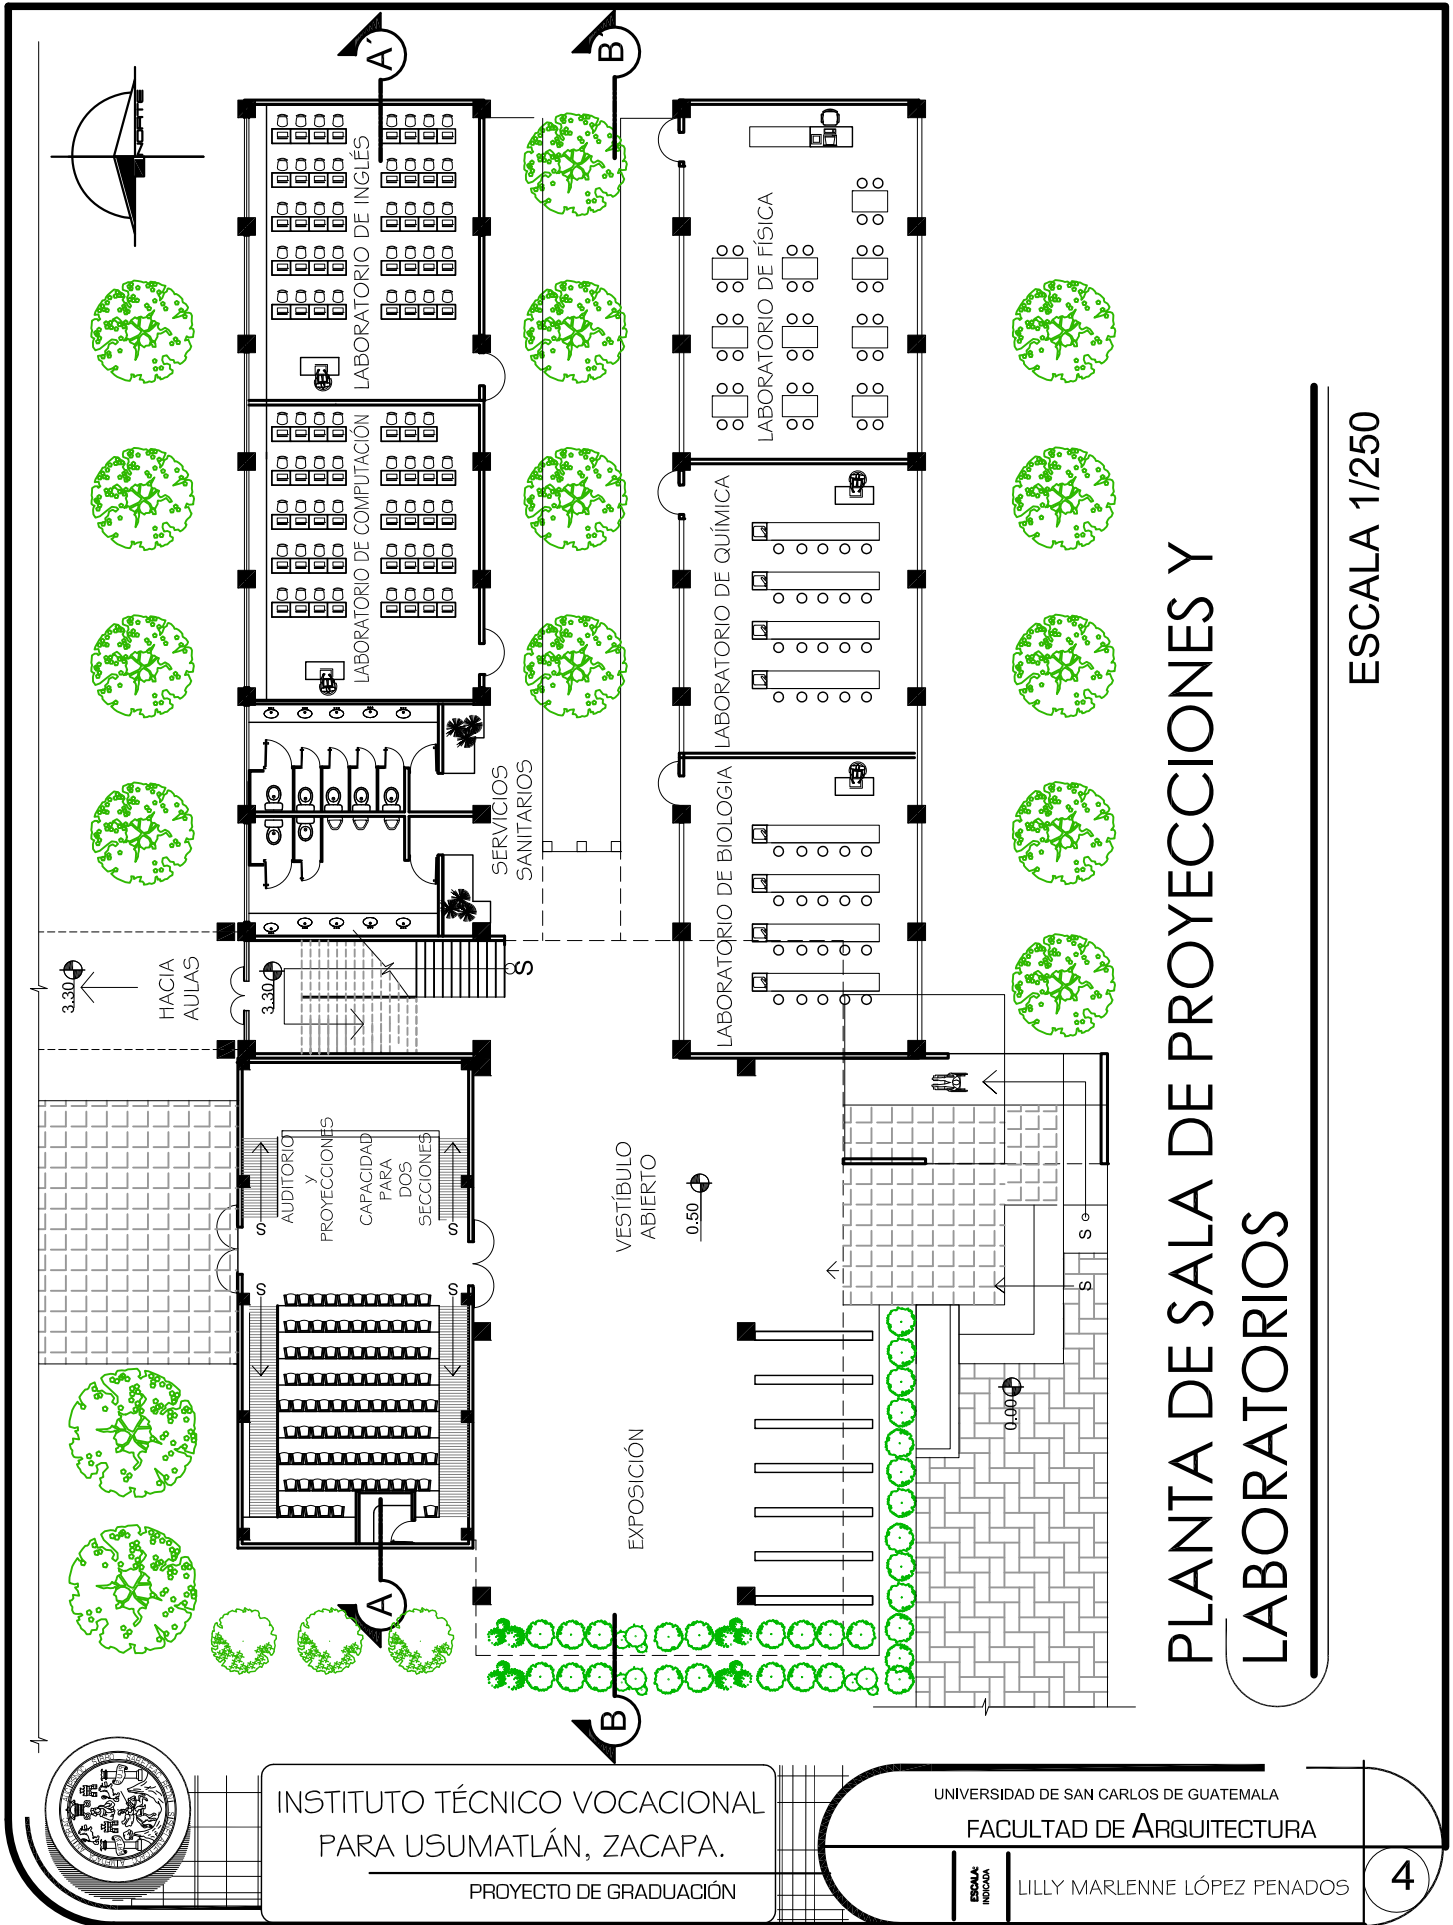 A'
B'
NORTE
LABORATORIO DE INGLÉS
LABORATORIO DE FÍSICA
LABORATORIO DE COMPUTACIÓN
LABORATORIO DE QUÍMICA
LABORATORIO DE BIOLOGIA
SERVICIOS
SANITARIOS
HACIA
AULAS
3.30
3.30
S
AUDITORIO
y
PROYECCIONES
CAPACIDAD
PARA
DOS
SECCIONES
S
S
S
S
VESTÍBULO
ABIERTO
0.50
S
S
EXPOSICIÓN
0.00
A
B
PLANTA DE SALA DE PROYECCIONES Y
LABORATORIOS
ESCALA 1/250
INSTITUTO TÉCNICO VOCACIONAL
PARA USUMATLÁN, ZACAPA.
PROYECTO DE GRADUACIÓN
UNIVERSIDAD DE SAN CARLOS DE GUATEMALA
FACULTAD DE ARQUITECTURA
ESCALA:
INDICADA
LILLY MARLENNE LÓPEZ PENADOS
4